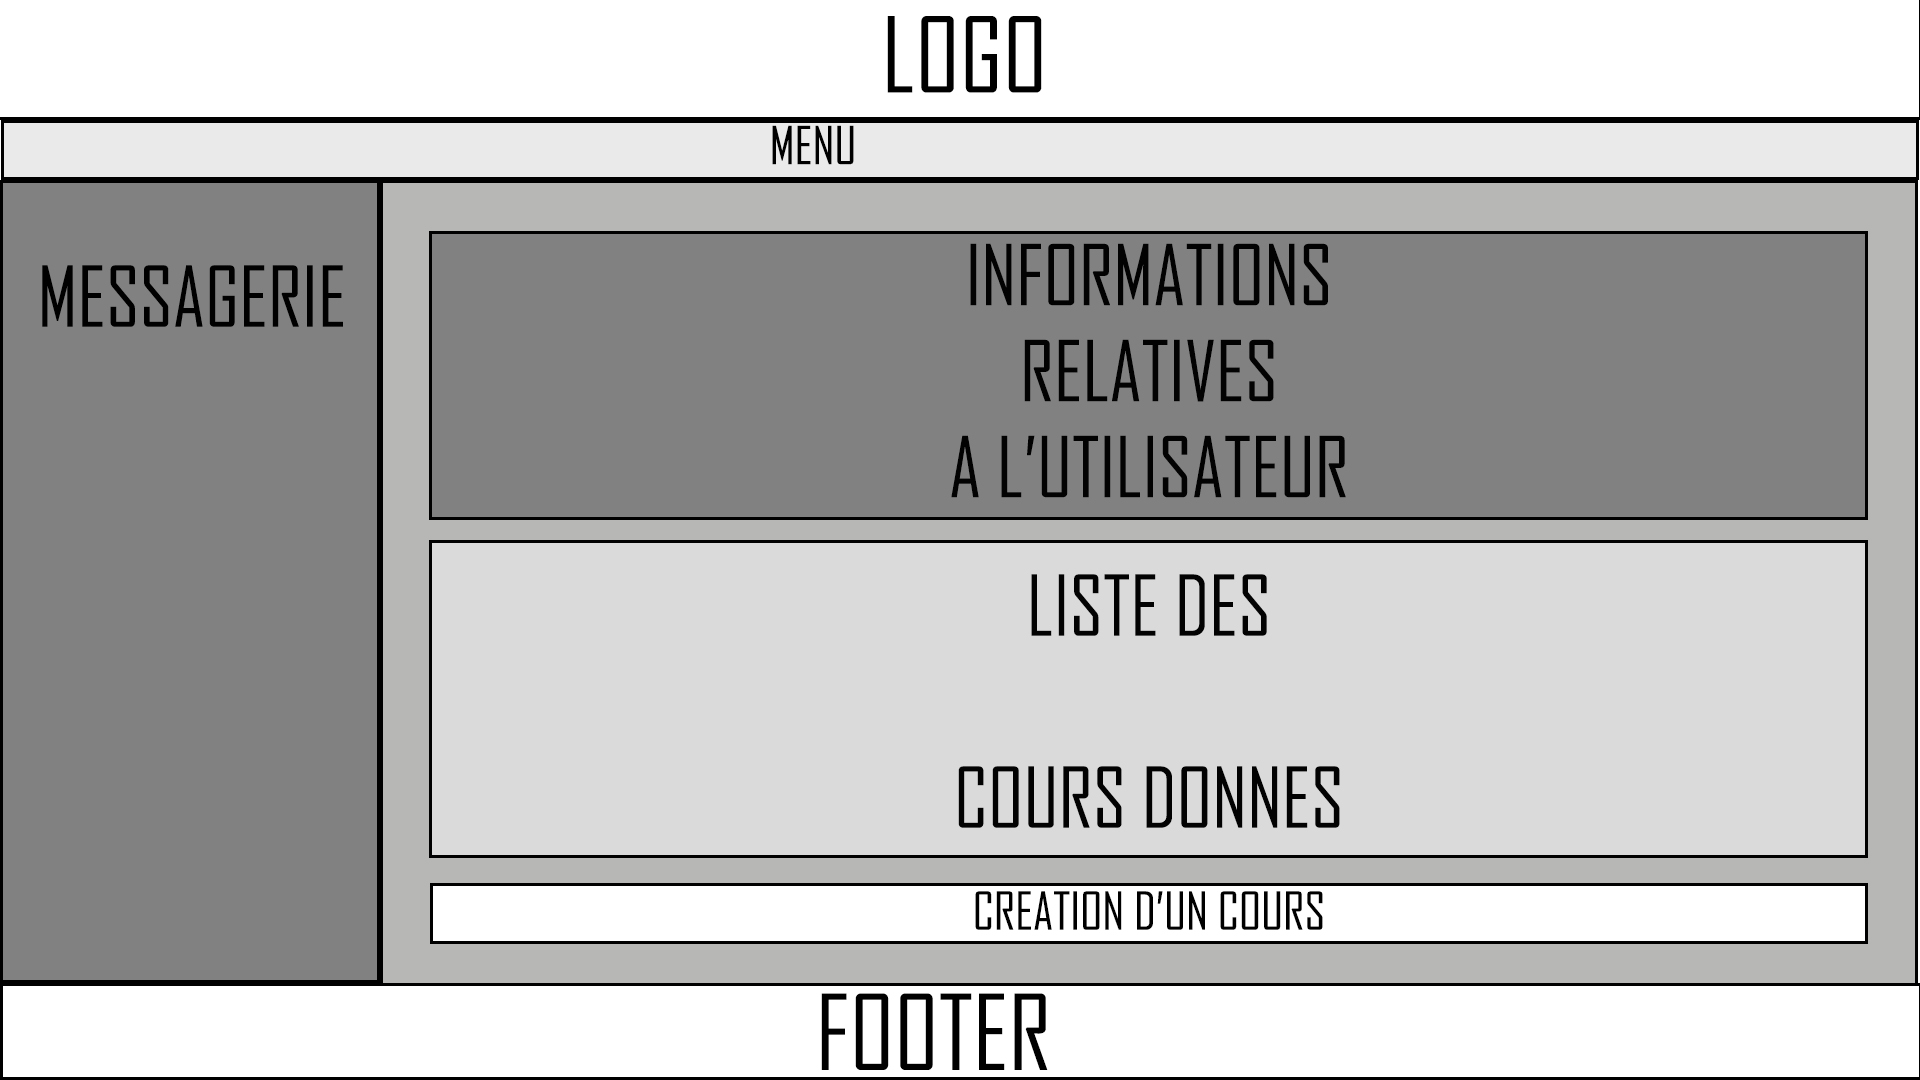 LOGO
MENU
MESSAGERIE
INFORMATIONS
RELATIVES
A L'UTILISATEUR
LISTE DES
COURS DONNES
CREATION D'UN COURS
FOOTER